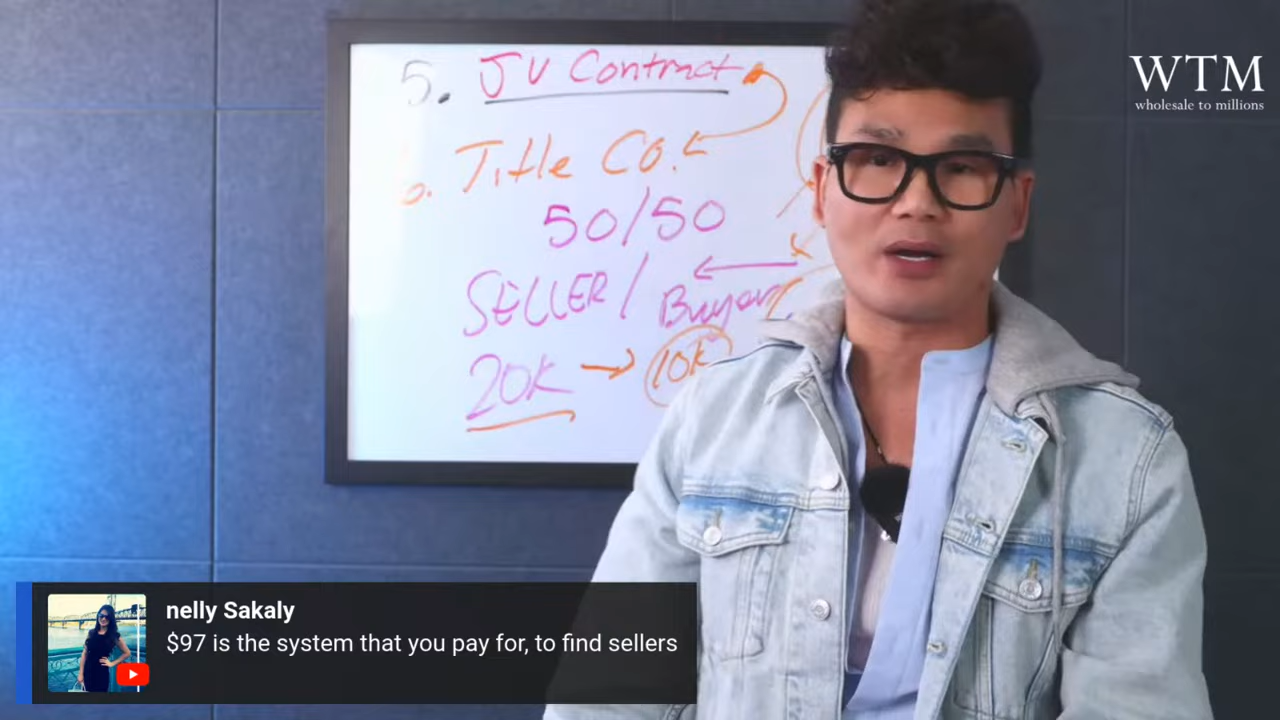 5. JV Contract
o. Title Co.
50/50
SELLER / Buyer
20K → 10K
WTM
wholesale to millions
nelly Sakaly
$97 is the system that you pay for, to find sellers